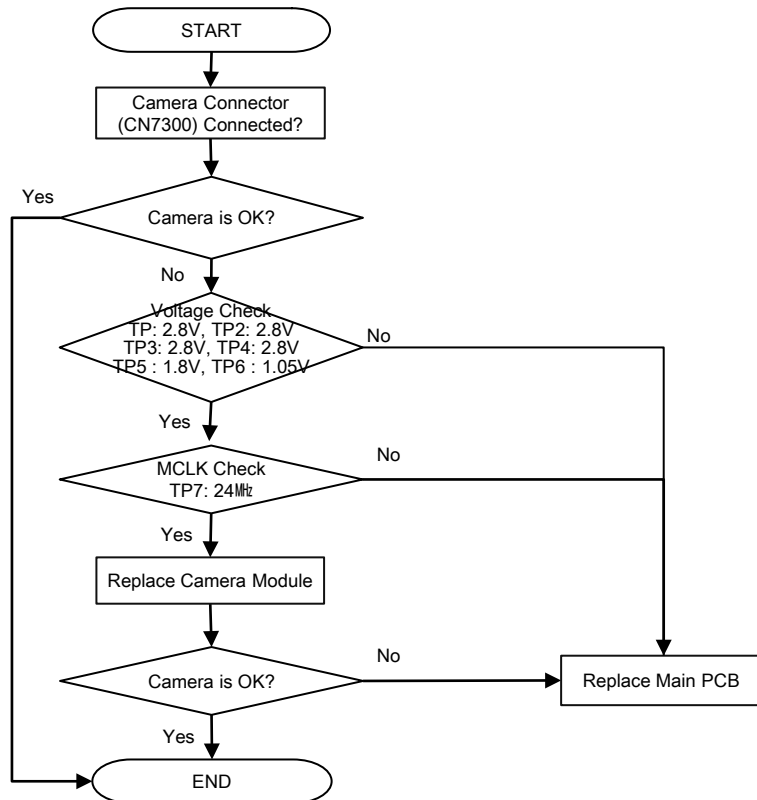 START
Camera Connector
(CN7300) Connected?
Yes
Camera is OK?
No
Voltage Check
TP: 2.8V, TP2: 2.8V
TP3: 2.8V, TP4: 2.8V
TP5 : 1.8V, TP6 : 1.05V
No
Yes
MCLK Check
TP7: 24㎒
No
Yes
Replace Camera Module
Camera is OK?
No
Replace Main PCB
Yes
END